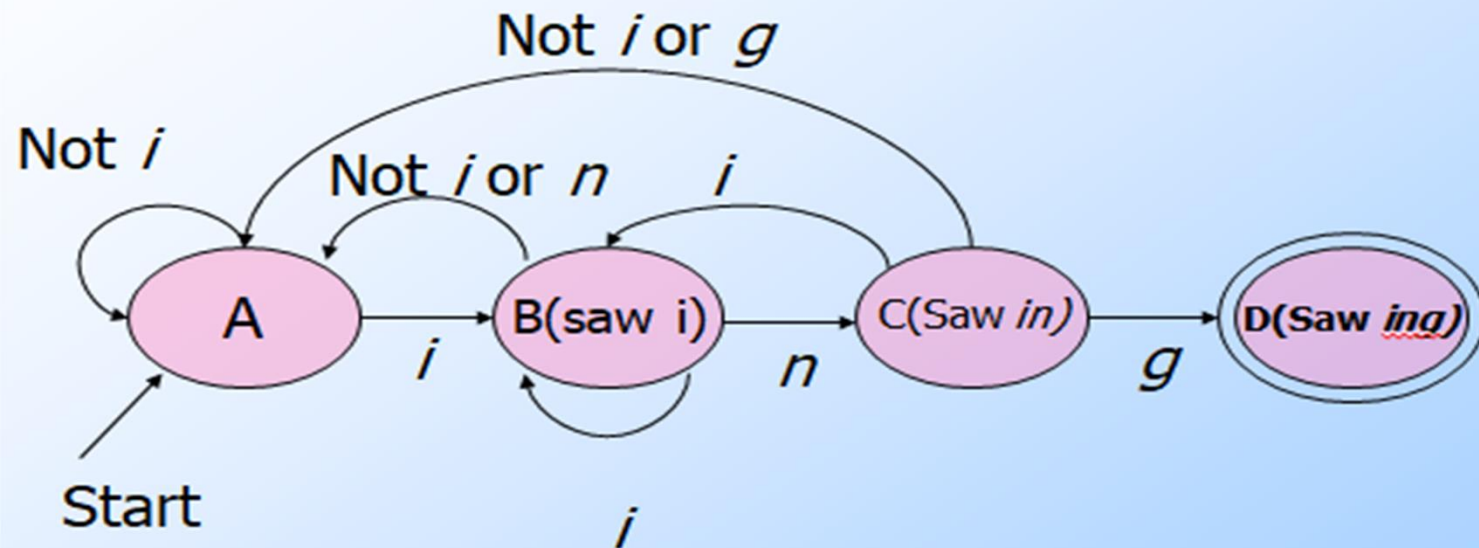 Not i or g
Not i
Not i or n
i
A
B(saw i)
C(Saw in)
D(Saw ing)
i
n
g
Start
i